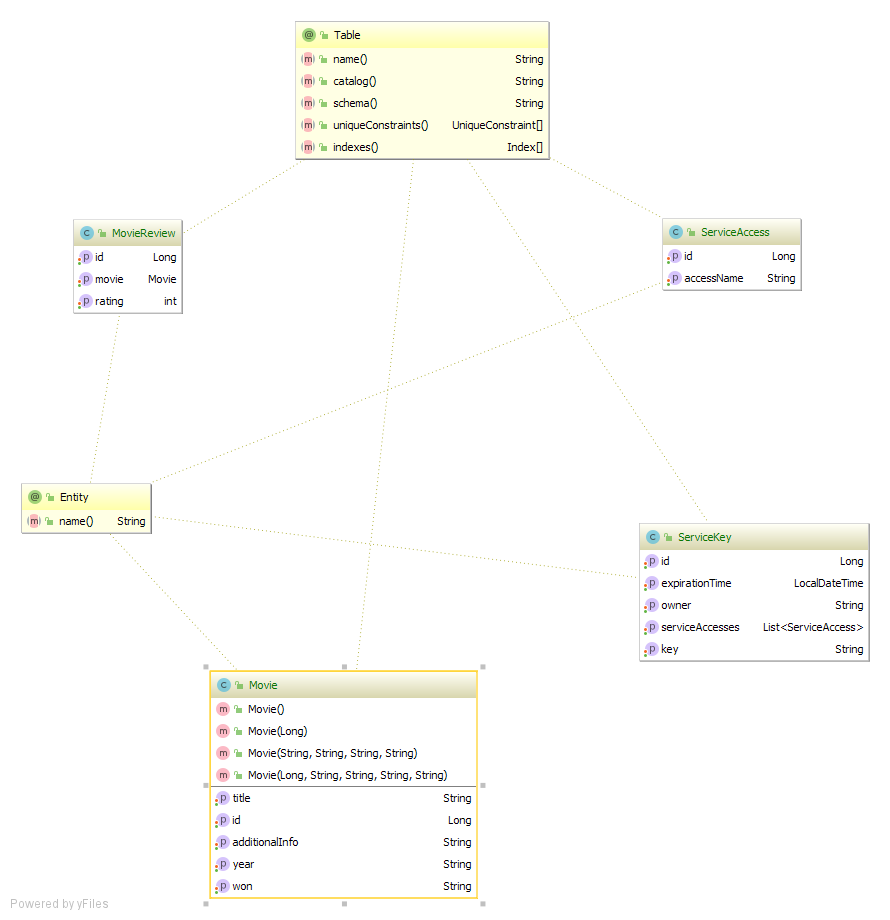 Table
name() String
catalog() String
schema() String
uniqueConstraints() UniqueConstraint[]
indexes() Index[]
MovieReview
id Long
movie Movie
rating int
ServiceAccess
id Long
accessName String
Entity
name() String
ServiceKey
id Long
expirationTime LocalDateTime
owner String
serviceAccesses List<ServiceAccess>
key String
Movie
Movie()
Movie(Long)
Movie(String, String, String, String)
Movie(Long, String, String, String, String)
title String
id Long
additionalInfo String
year String
won String
Powered by yFiles